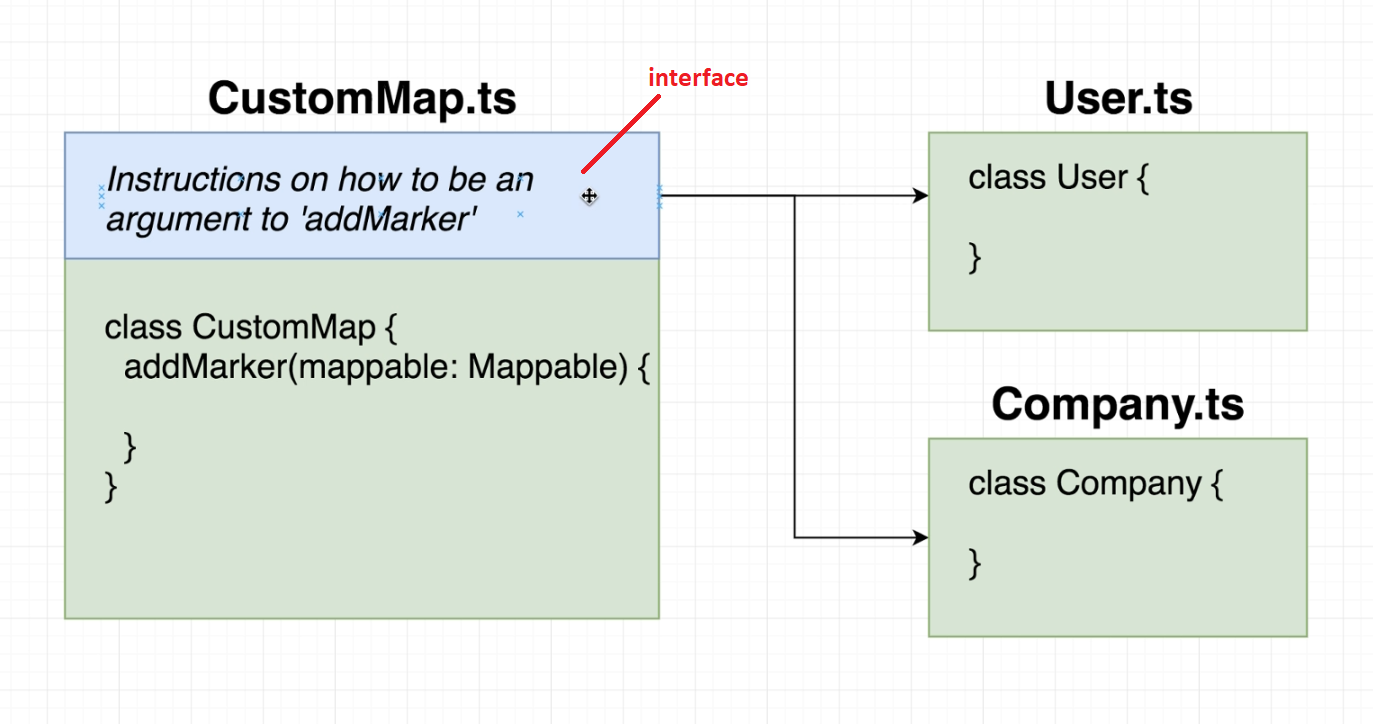 interface
CustomMap.ts
Instructions on how to be an
argument to 'addMarker'
class CustomMap {
addMarker(mappable: Mappable) {
}
}
User.ts
class User {
}
Company.ts
class Company {
}